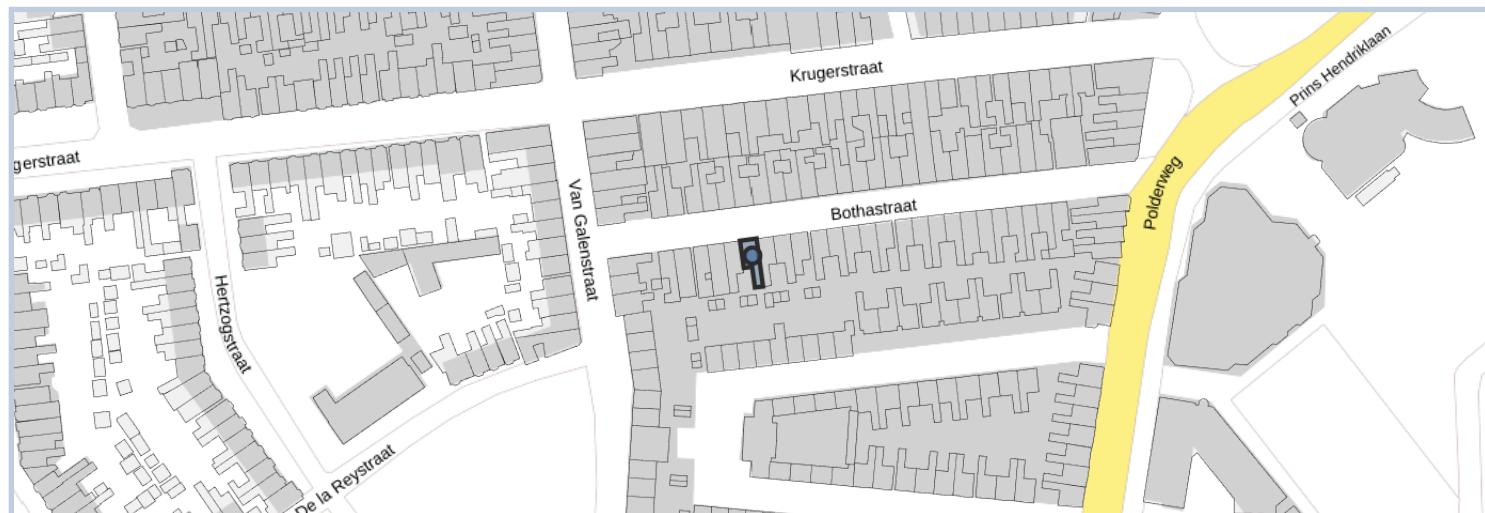 Prins Hendriklaan
Krugerstraat
gerstraat
Polderweg
Van Galenstraat
Bothastraat
Hertzogstraat
De la Reystraat